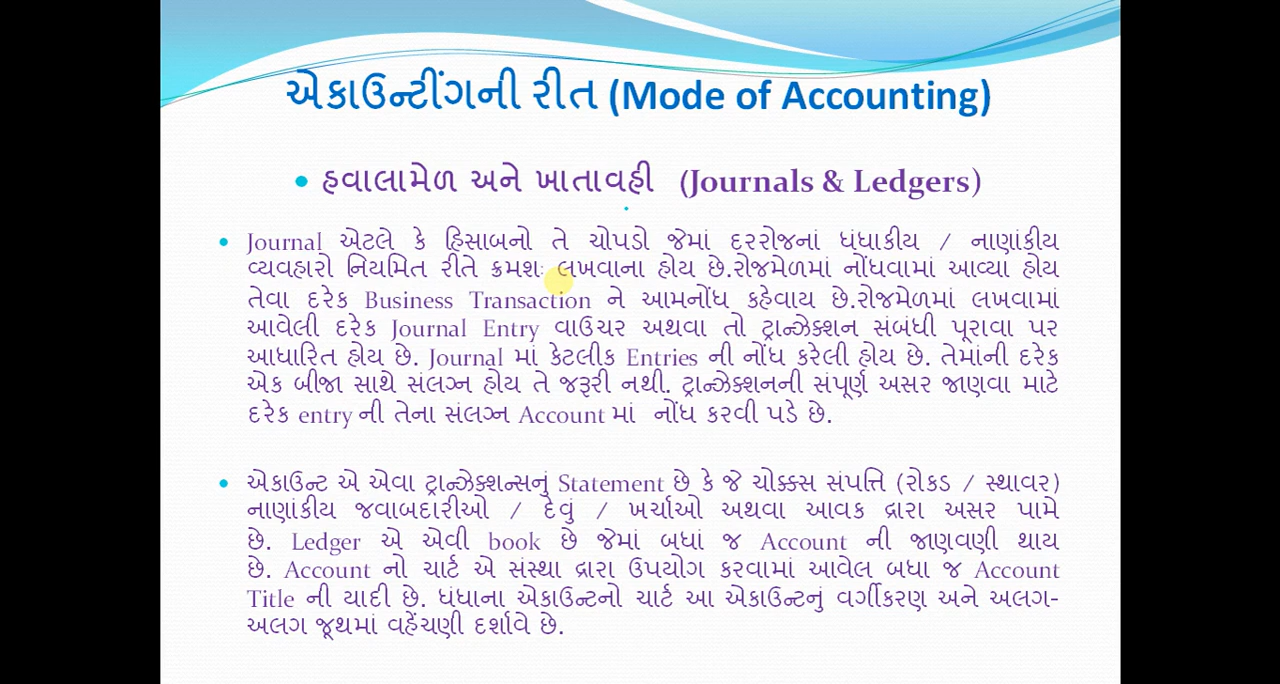 એકાઉન્ટીંગની રીત (Mode of Accounting)
• હવાલામેળ અને ખાતાવહી (Journals & Ledgers)
• Journal એટલે કે હિસાબનો તે ચોપડો જેમાં દરરોજનાં ધંધાકીય / નાણાંકીય
વ્યવહારો નિયમિત રીતે ક્રમશઃ લખવાના હોય છે.રોજમેળમાં નોંધવામાં આવ્યા હોય
તેવા દરેક Business Transaction ને આમનોંધ કહેવાય છે.રોજમેળમાં લખવામાં
આવેલી દરેક Journal Entry વાઉચર અથવા તો ટ્રાન્ઝેક્શન સંબંધી પૂરાવા પર
આધારિત હોય છે. Journal માં કેટલીક Entries ની નોંધ કરેલી હોય છે. તેમાંની દરેક
એક બીજા સાથે સંલગ્ન હોય તે જરૂરી નથી. ટ્રાન્ઝેક્શનની સંપૂર્ણ અસર જાણવા માટે
દરેક entry ની તેના સંલગ્ન Account માં નોંધ કરવી પડે છે.
• એકાઉન્ટ એ એવા ટ્રાન્ઝેક્શન્સનું Statement છે કે જે ચોક્કસ સંપત્તિ (રોકડ / સ્થાવર)
નાણાંકીય જવાબદારીઓ / દેવું / ખર્ચાઓ અથવા આવક દ્રારા અસર પામે
છે. Ledger એ એવી book છે જેમાં બધાં જ Account ની જાણવણી થાય
છે. Account નો ચાર્ટ એ સંસ્થા દ્રારા ઉપયોગ કરવામાં આવેલ બધા જ Account
Title ની યાદી છે. ધંધાના એકાઉન્ટનો ચાર્ટ આ એકાઉન્ટનું વર્ગીકરણ અને અલગ-
અલગ જૂથમાં વહેંચણી દર્શાવે છે.